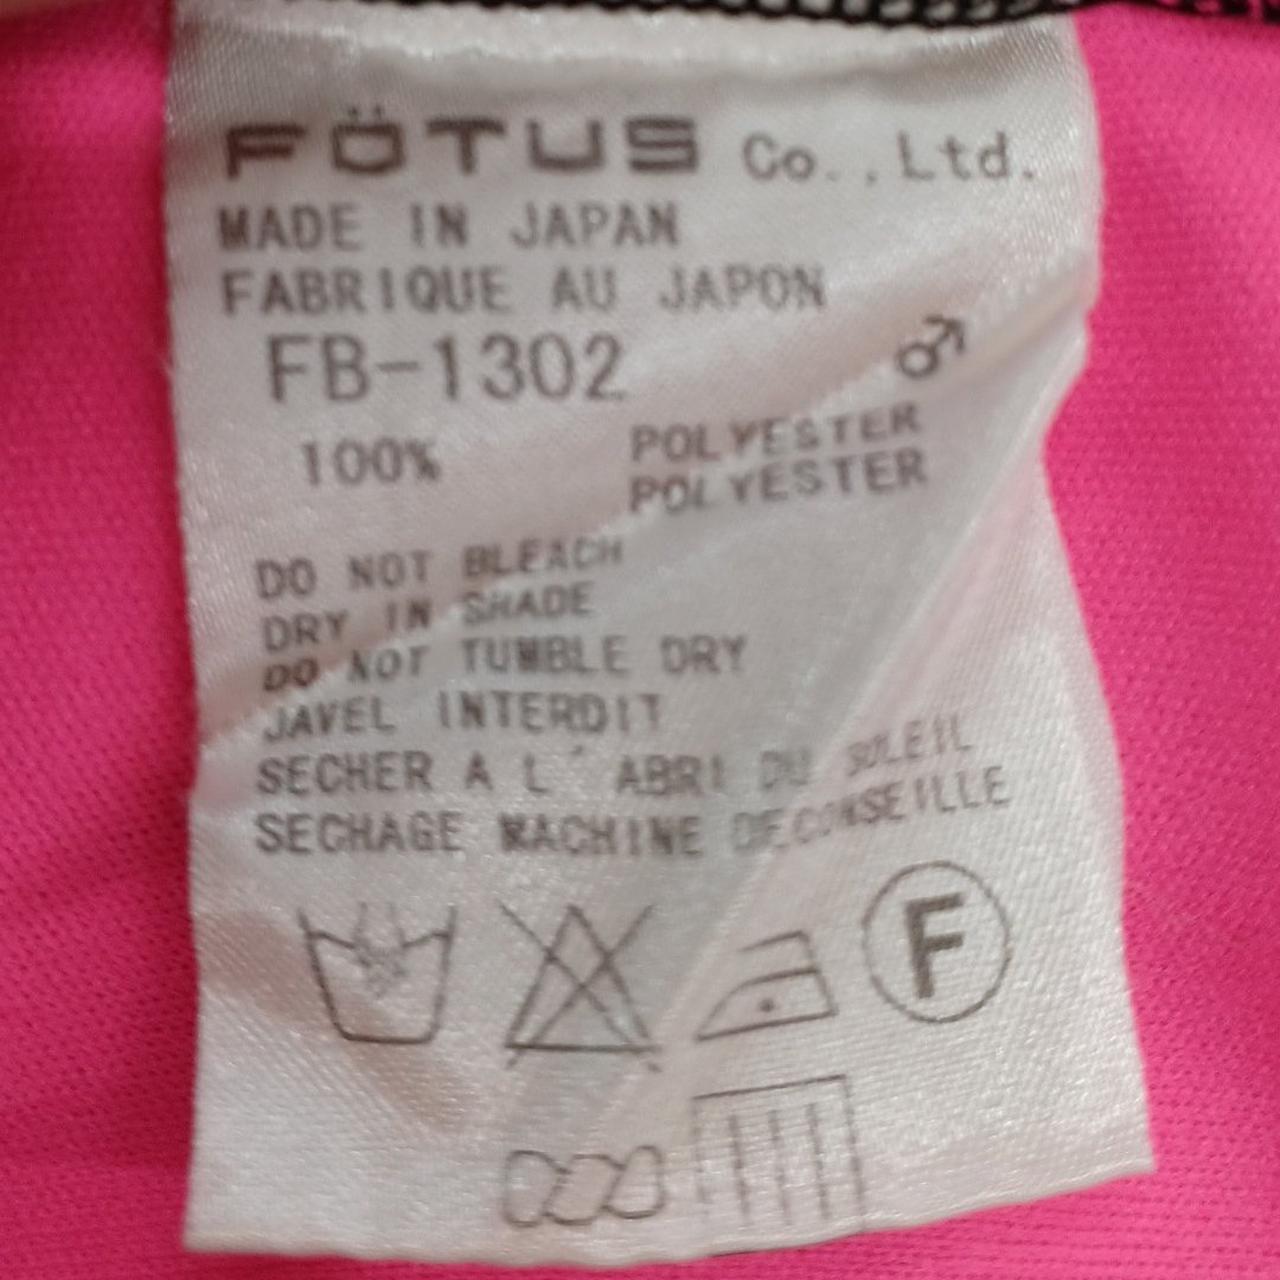 FÖTUS Co.,Ltd.
MADE IN JAPAN
FABRIQUE AU JAPON
FB-1302 ♂
100% POLYESTER
POLYESTER
DO NOT BLEACH
DRY IN SHADE
DO NOT TUMBLE DRY
JAVEL INTERDIT
SECHER A L´ABRI DU SOLEIL
SECHAGE MACHINE DECONSEILLE
F